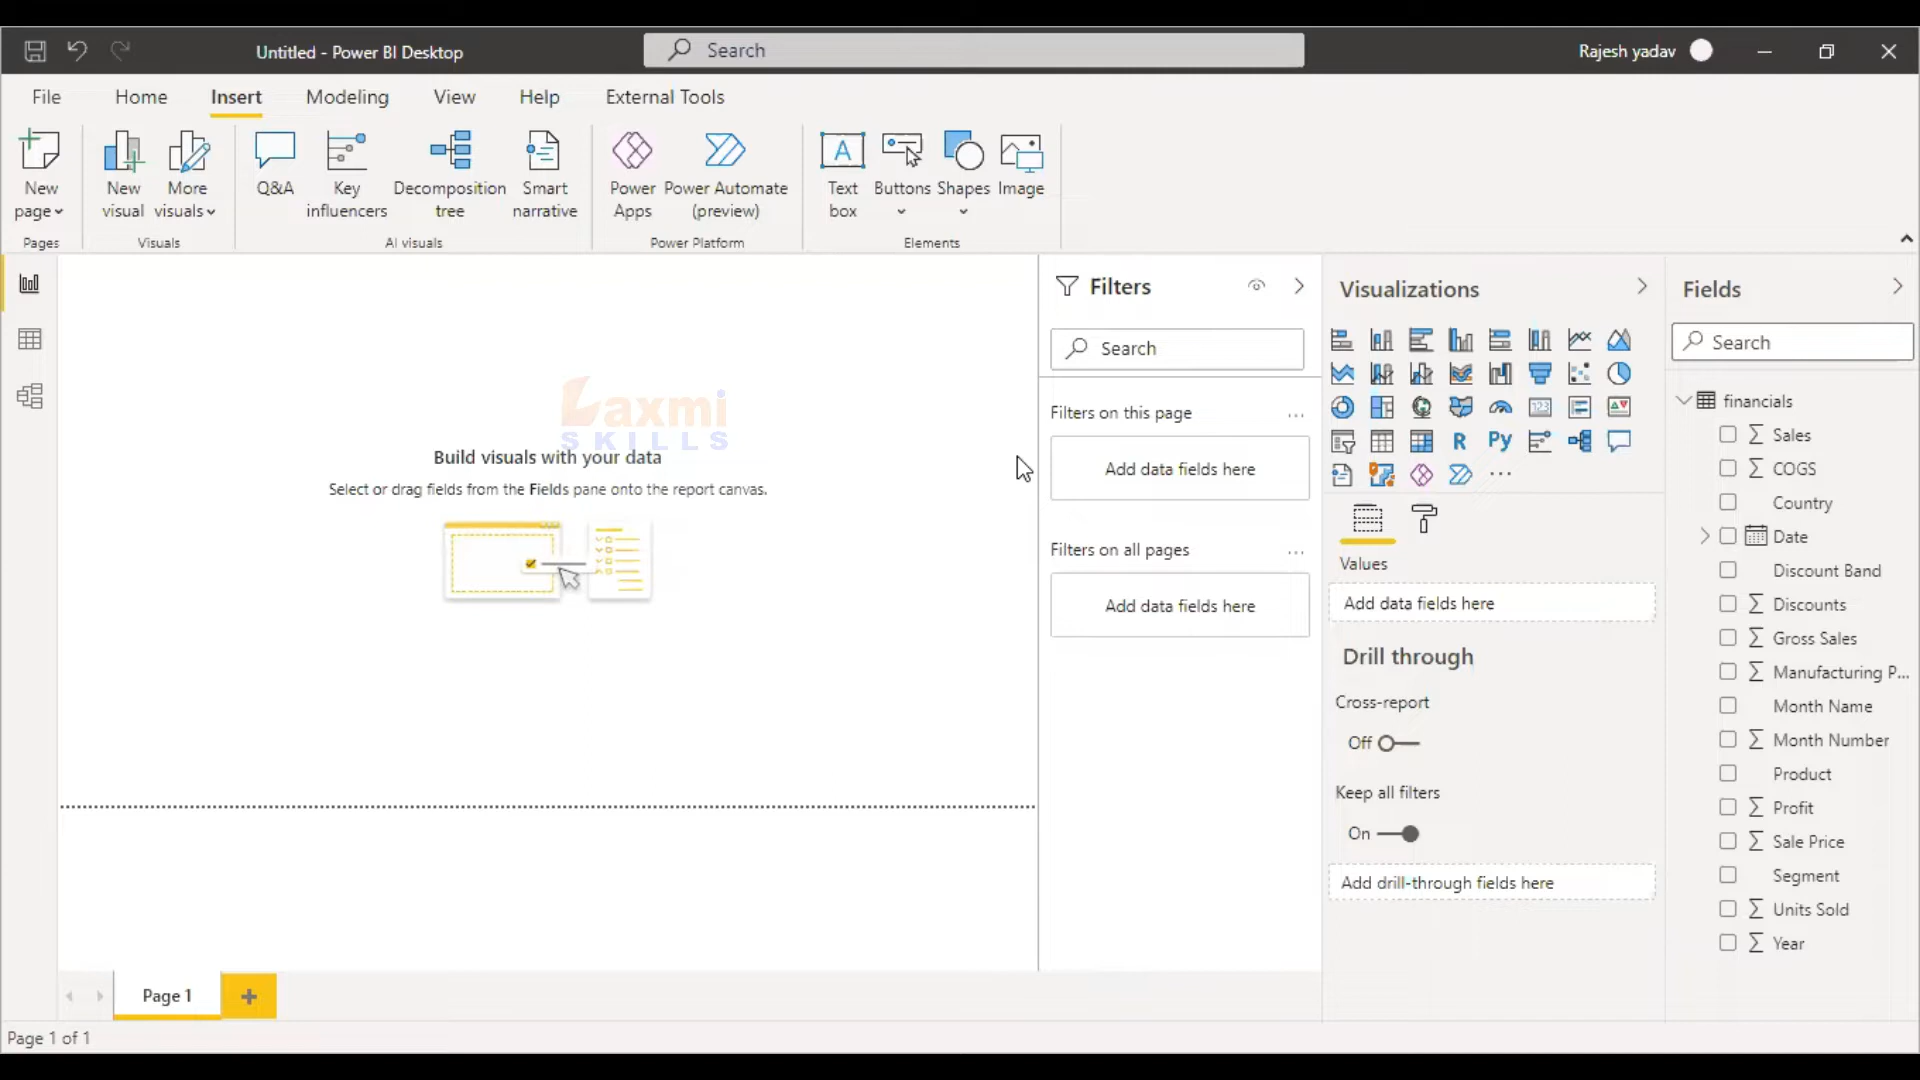 Untitled - Power BI Desktop
Search
Rajesh yadav
File
Home
Insert
Modeling
View
Help
External Tools
New page
New visual
More visuals
Q&A
Key influencers
Decomposition tree
Smart narrative
Power Apps
Power Automate (preview)
Text box
Buttons
Shapes
Image
Pages
Visuals
AI visuals
Power Platform
Elements
Laxmi
SKILLS
Build visuals with your data
Select or drag fields from the Fields pane onto the report canvas.
Filters
Search
Filters on this page
...
Add data fields here
Filters on all pages
...
Add data fields here
Visualizations
123
R
Py
...
Values
Add data fields here
Drill through
Cross-report
Off
Keep all filters
On
Add drill-through fields here
Fields
Search
financials
∑ Sales
∑ COGS
Country
Date
Discount Band
∑ Discounts
∑ Gross Sales
∑ Manufacturing P...
Month Name
∑ Month Number
Product
∑ Profit
∑ Sale Price
Segment
∑ Units Sold
∑ Year
Page 1
+
Page 1 of 1